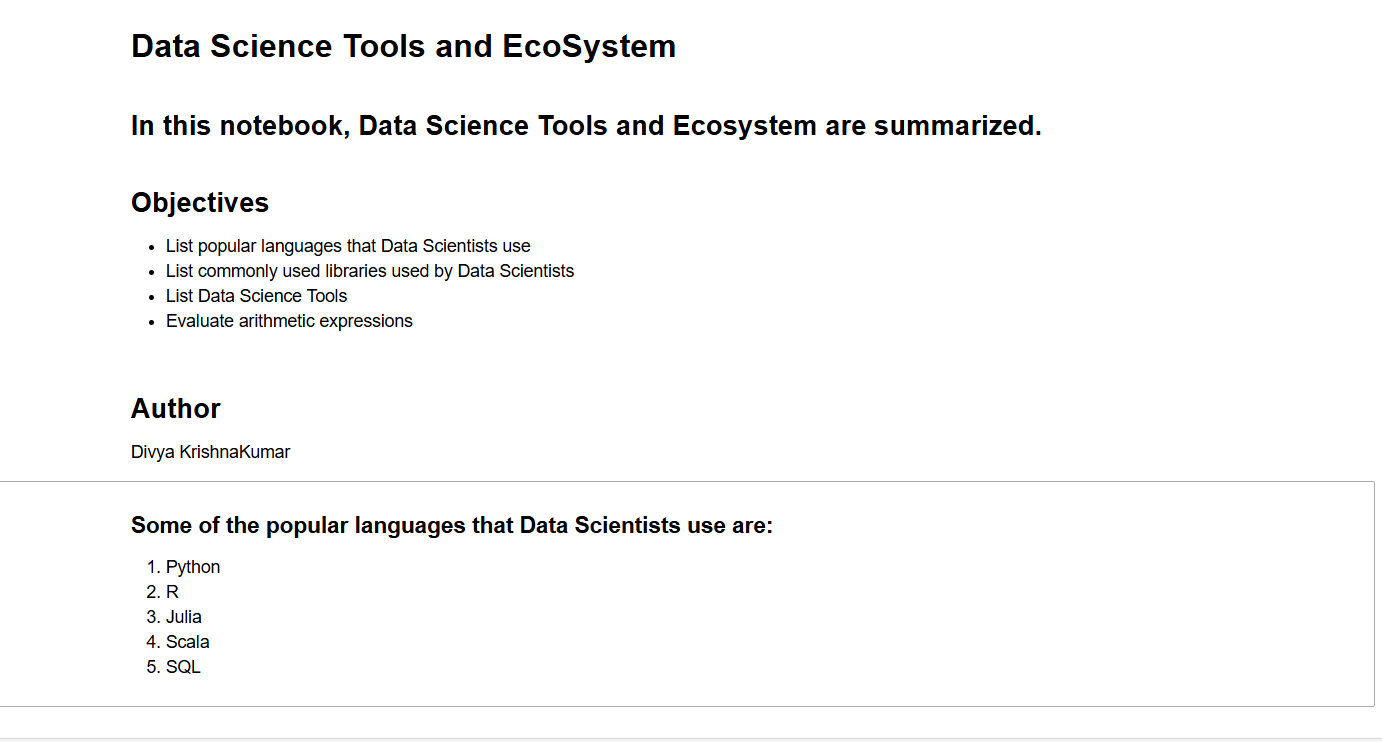 Data Science Tools and EcoSystem
In this notebook, Data Science Tools and Ecosystem are summarized.
Objectives
• List popular languages that Data Scientists use
• List commonly used libraries used by Data Scientists
• List Data Science Tools
• Evaluate arithmetic expressions
Author
Divya KrishnaKumar
Some of the popular languages that Data Scientists use are:
1. Python
2. R
3. Julia
4. Scala
5. SQL